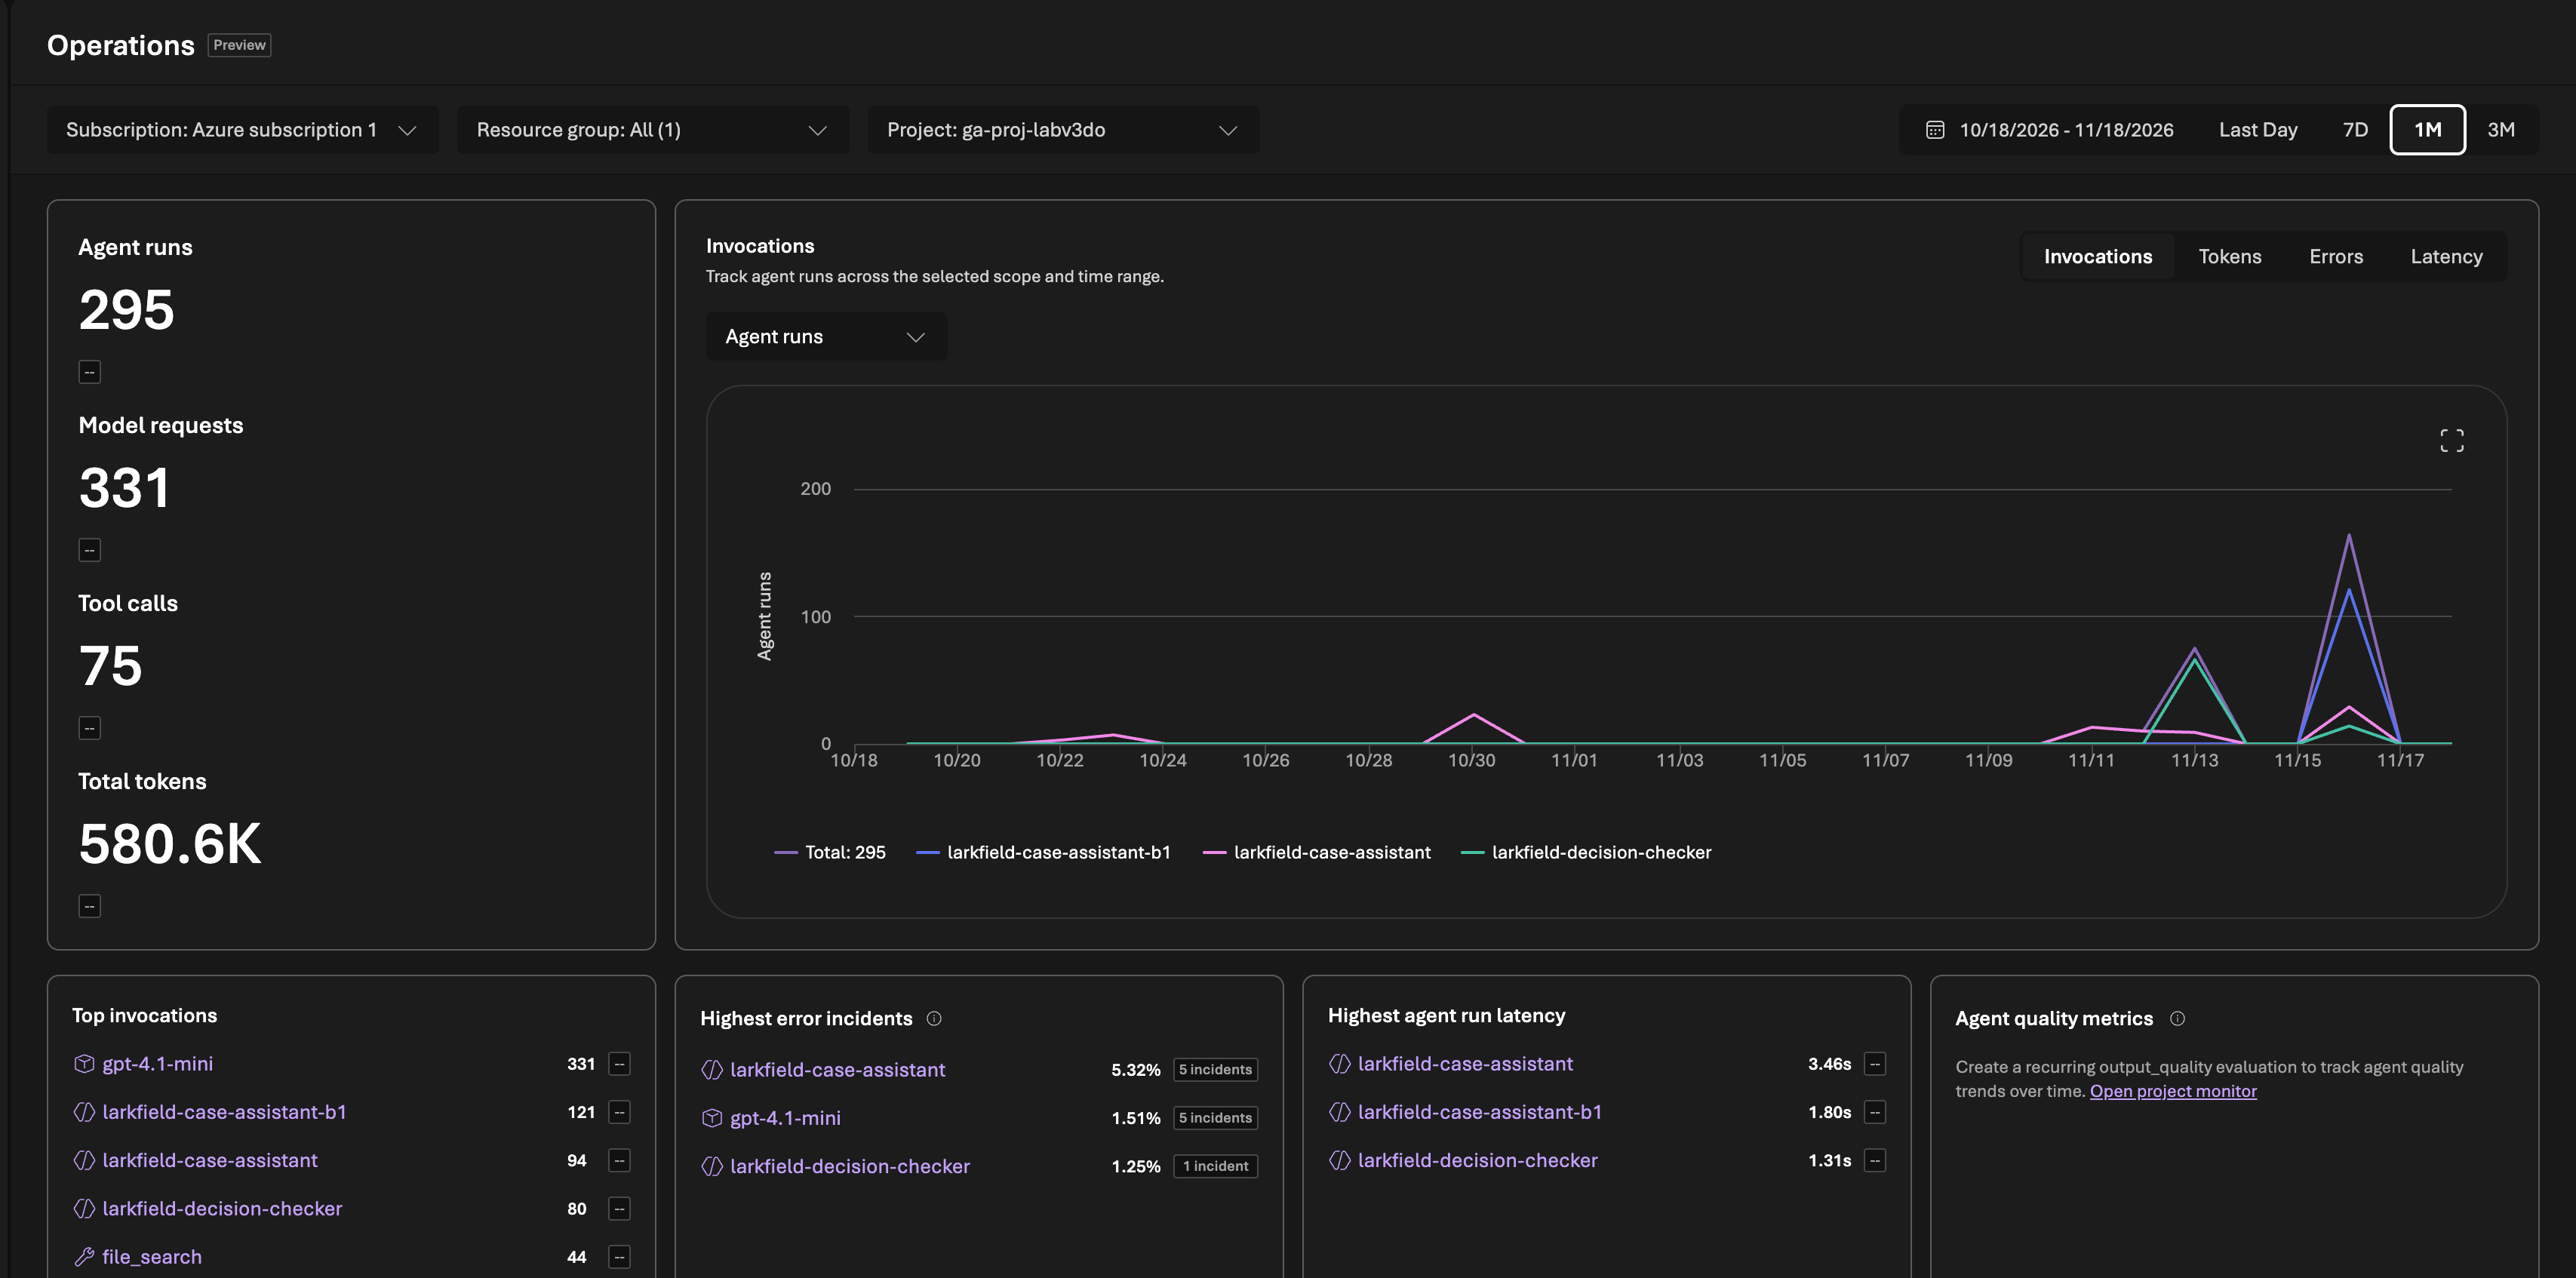 Operations Preview
Subscription: Azure subscription 1
Resource group: All (1)
Project: ga-proj-labv3do
10/18/2026 - 11/18/2026
Last Day
7D
1M
3M
Agent runs
295
--
Model requests
331
--
Tool calls
75
--
Total tokens
580.6K
--
Invocations
Track agent runs across the selected scope and time range.
Invocations
Tokens
Errors
Latency
Agent runs
200
100
0
Agent runs
10/18
10/20
10/22
10/24
10/26
10/28
10/30
11/01
11/03
11/05
11/07
11/09
11/11
11/13
11/15
11/17
Total: 295
larkfield-case-assistant-b1
larkfield-case-assistant
larkfield-decision-checker
Top invocations
gpt-4.1-mini 331 --
larkfield-case-assistant-b1 121 --
larkfield-case-assistant 94 --
larkfield-decision-checker 80 --
file_search 44 --
Highest error incidents
larkfield-case-assistant 5.32% 5 incidents
gpt-4.1-mini 1.51% 5 incidents
larkfield-decision-checker 1.25% 1 incident
Highest agent run latency
larkfield-case-assistant 3.46s --
larkfield-case-assistant-b1 1.80s --
larkfield-decision-checker 1.31s --
Agent quality metrics
Create a recurring output_quality evaluation to track agent quality
trends over time. Open project monitor